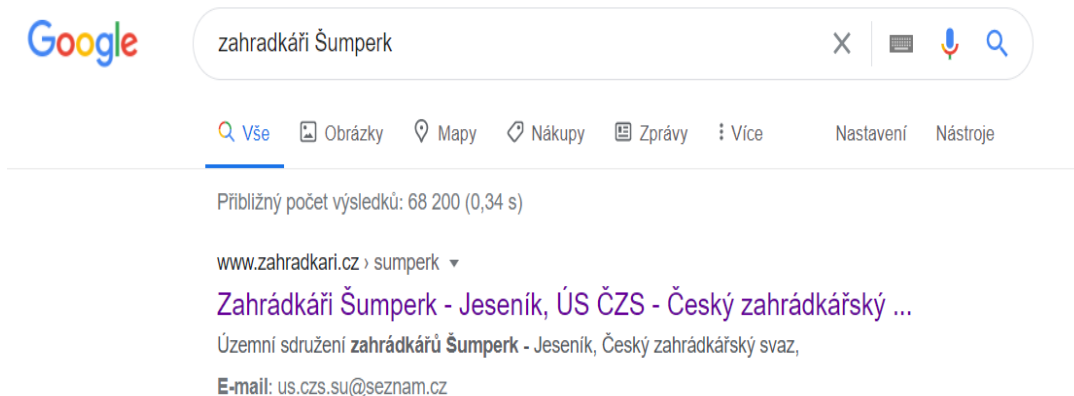 Google
zahradkáři Šumperk
Vše Obrázky Mapy Nákupy Zprávy Více Nastavení Nástroje
Přibližný počet výsledků: 68 200 (0,34 s)
www.zahradkari.cz › sumperk
Zahrádkáři Šumperk - Jeseník, ÚS ČZS - Český zahrádkářský ...
Územní sdružení zahrádkářů Šumperk - Jeseník, Český zahrádkářský svaz,
E-mail: us.czs.su@seznam.cz